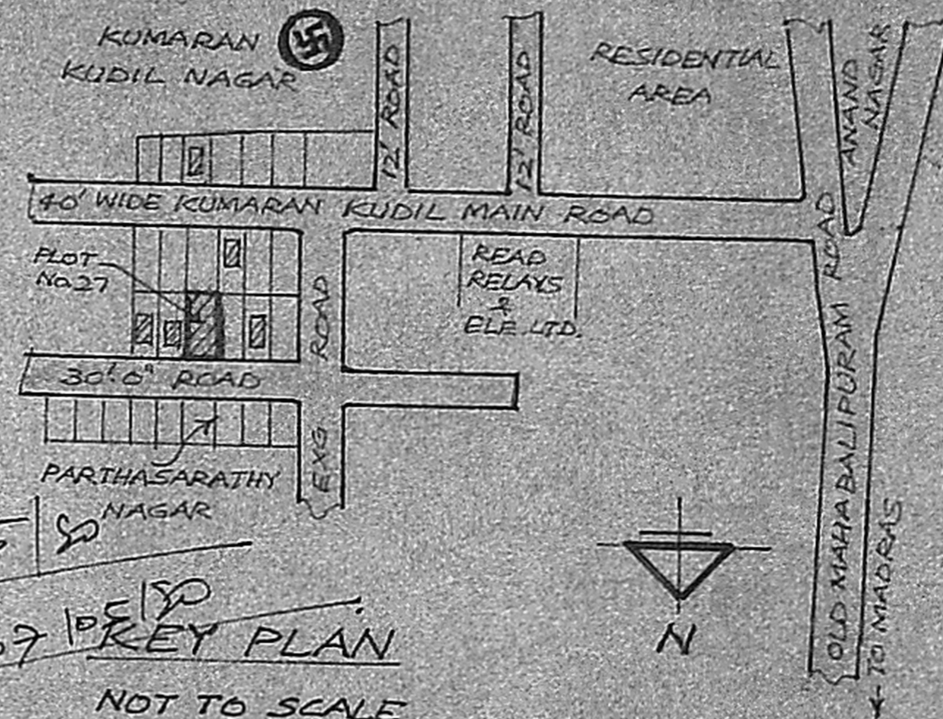 KUMARAN
KUDIL NAGAR
12' ROAD
12' ROAD
RESIDENTIAL
AREA
ANAND
NAGAR
40' WIDE KUMARAN KUDIL MAIN ROAD
PLOT
No.27
READ
RELAYS
&
ELE. LTD.
EXG ROAD
30'.0" ROAD
PARTHASARATHY
NAGAR
OLD MAHABALIPURAM ROAD
TO MADRAS
N
KEY PLAN
NOT TO SCALE